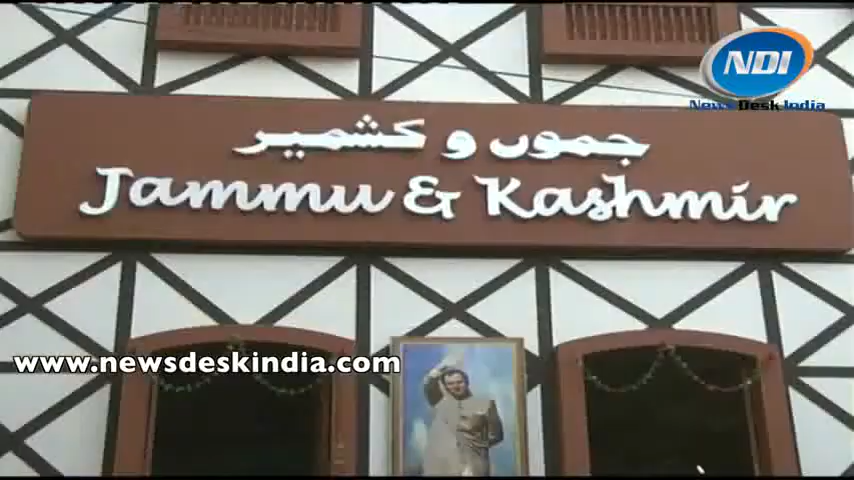 NDI
News Desk India
جموں و کشمیر
Jammu & Kashmir
www.newsdeskindia.com